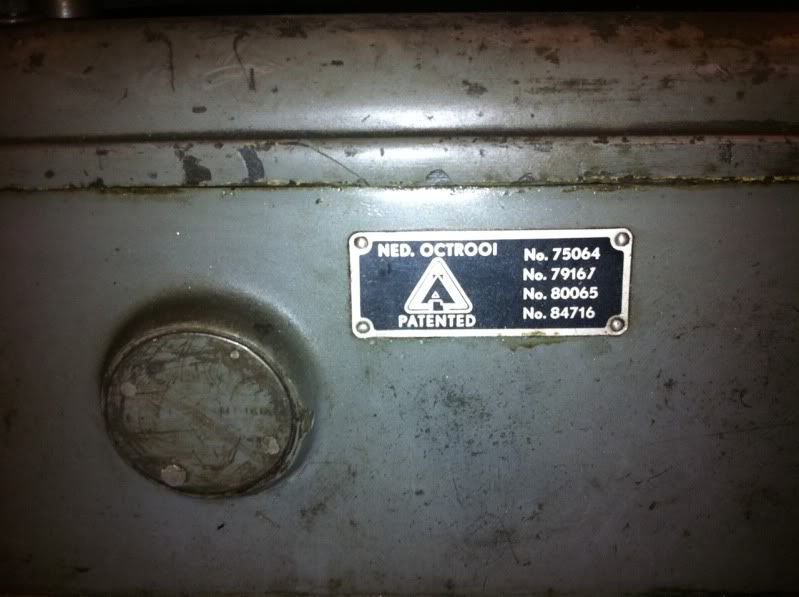 NED. OCTROOI
PATENTED
No. 75064
No. 79167
No. 80065
No. 84716